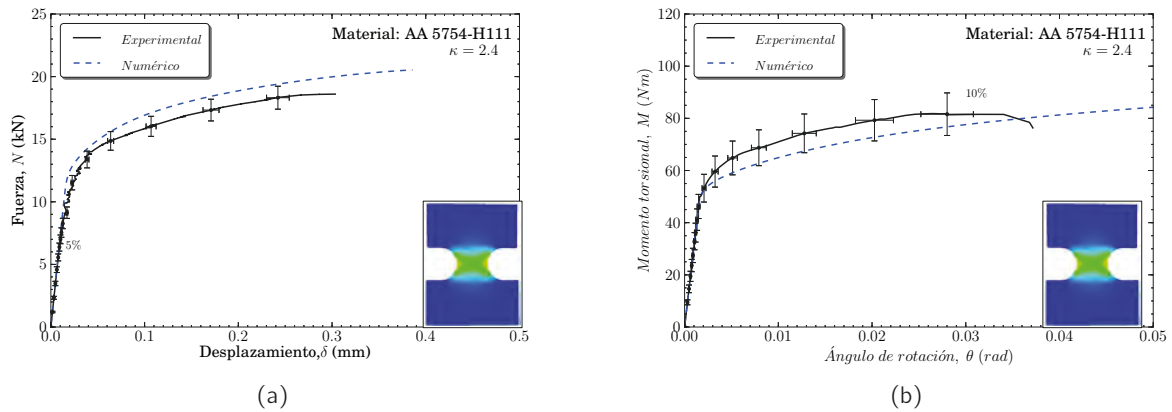 25
20
15
10
5
0
Fuerza, N (kN)
Experimental
Numérico
Material: AA 5754-H111
κ = 2.4
5%
0
0.1
0.2
0.3
0.4
0.5
Desplazamiento,δ (mm)
(a)
120
100
80
60
40
20
0
Momento torsional, M (Nm)
Experimental
Numérico
Material: AA 5754-H111
κ = 2.4
10%
0.00
0.01
0.02
0.03
0.04
0.05
Ángulo de rotación, θ (rad)
(b)